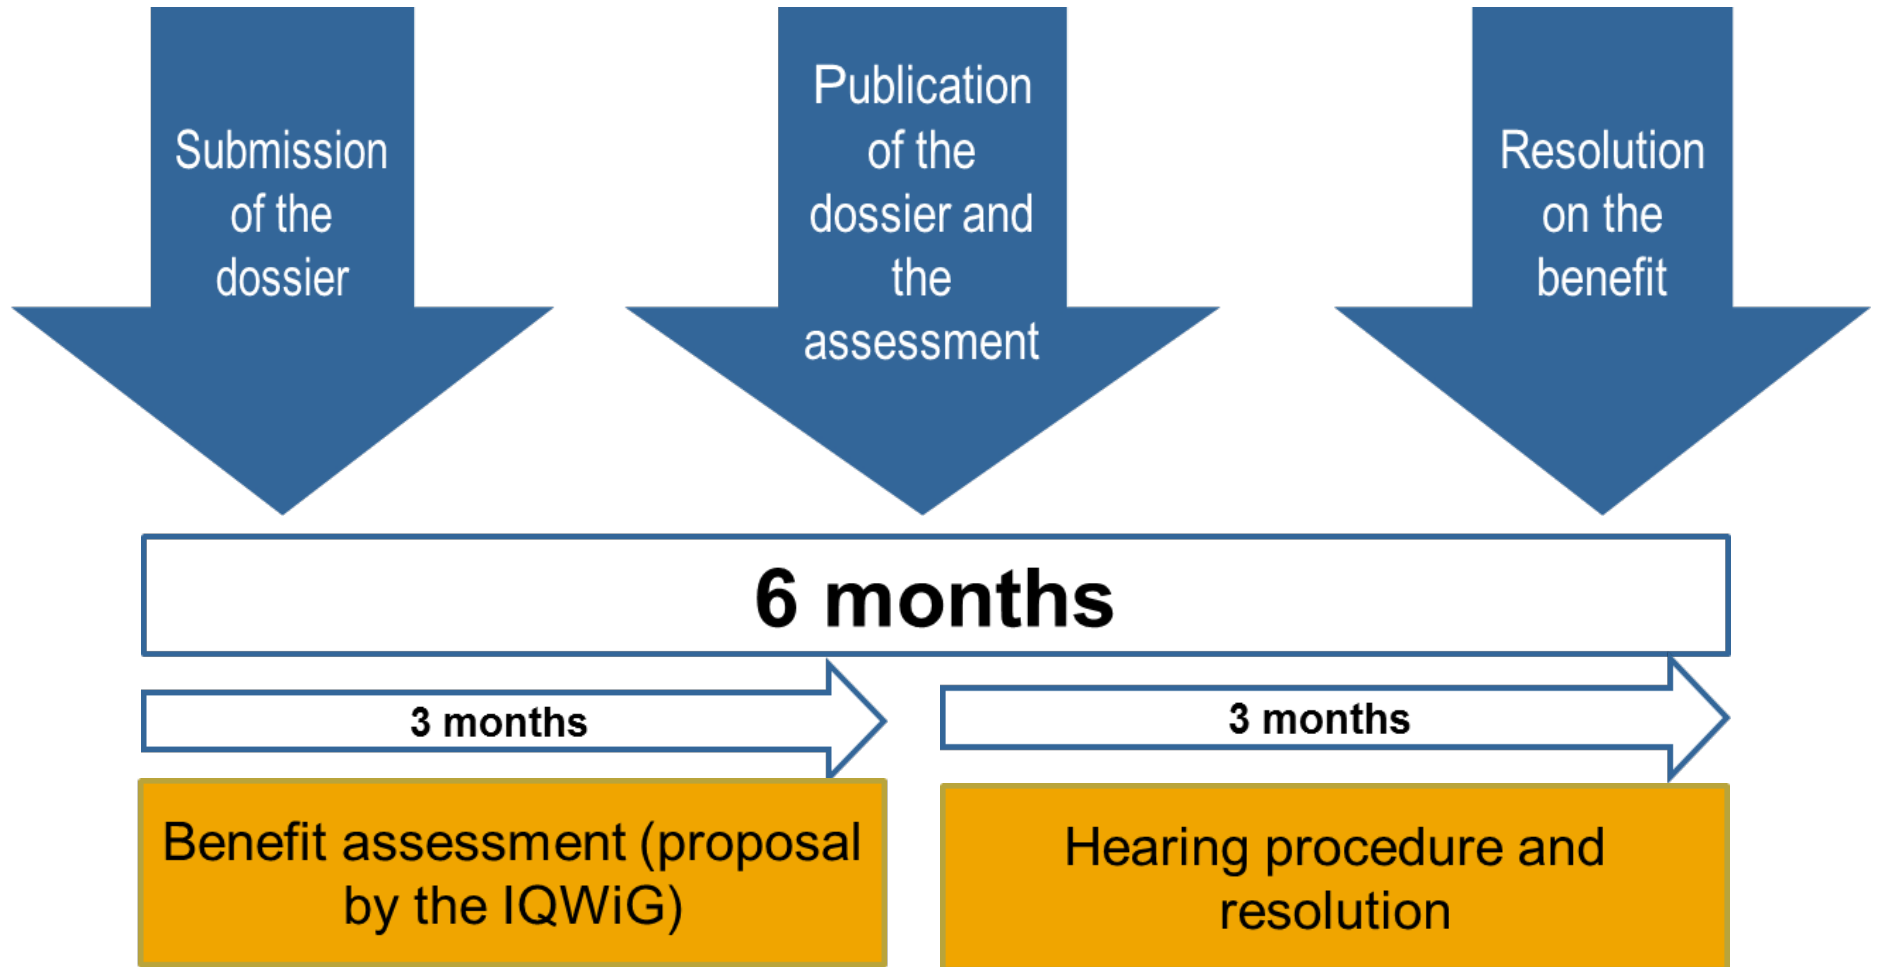 Submission
of the
dossier
Publication
of the
dossier and
the
assessment
Resolution
on the
benefit
6 months
3 months
3 months
Benefit assessment (proposal
by the IQWiG)
Hearing procedure and
resolution